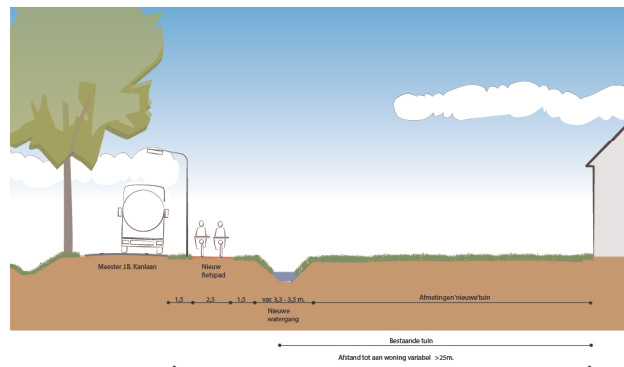 Meester J.B. Kanlaan
Nieuw
fietspad
1,5
2,5
1,5
var. 3,3 - 3,5 m.
Afmetingen 'nieuwe' tuin
Nieuwe
watergang
Bestaande tuin
Afstand tot aan woning variabel >25m.